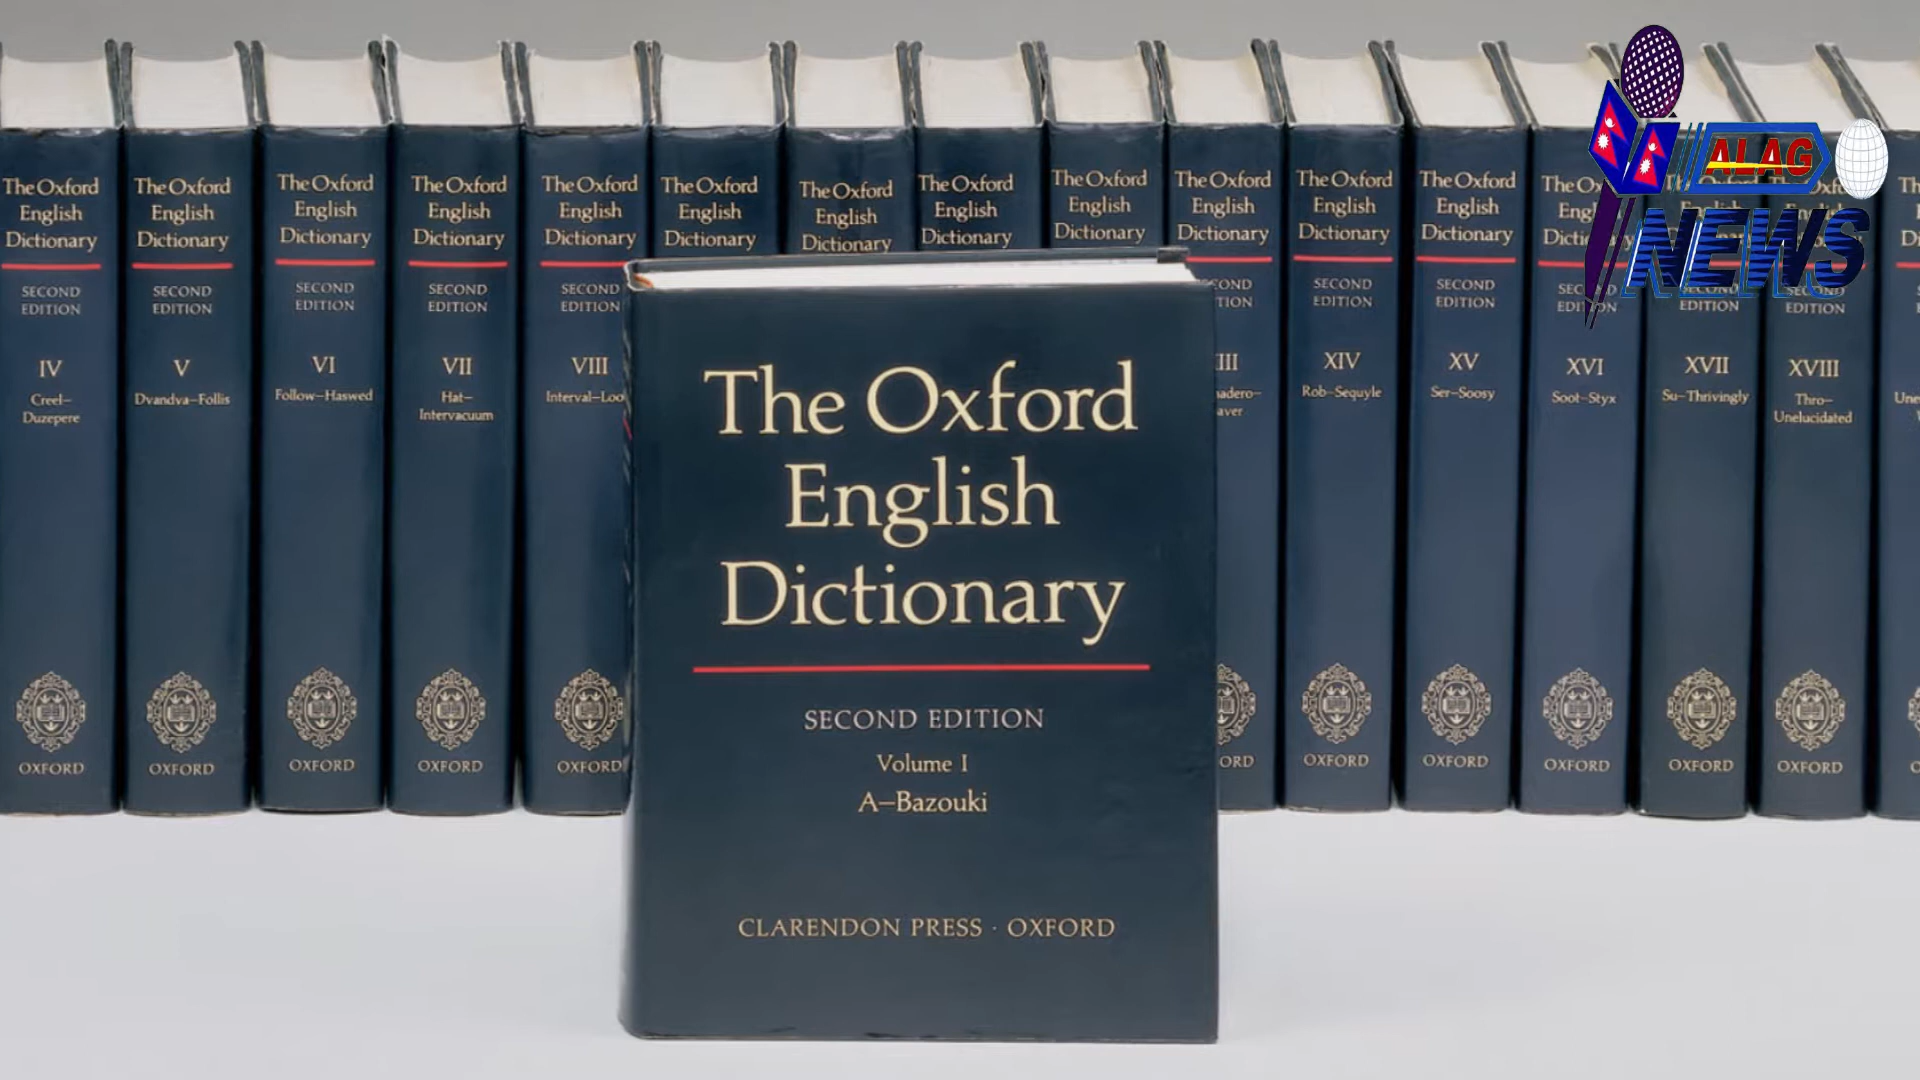 The Oxford
English
Dictionary
SECOND
EDITION
IV
Creel–
Duzepere
OXFORD
The Oxford
English
Dictionary
SECOND
EDITION
V
Dvandva–Follis
OXFORD
The Oxford
English
Dictionary
SECOND
EDITION
VI
Follow–Haswed
OXFORD
The Oxford
English
Dictionary
SECOND
EDITION
VII
Hat–
Intervacuum
OXFORD
The Oxford
English
Dictionary
SECOND
EDITION
VIII
OXFORD
The Oxford
English
Dictionary
The Oxford
English
Dictionary
The Oxford
English
Dictionary
The Oxford
English
Dictionary
The Oxford
English
Dictionary
SECOND EDITION
Volume I
A–Bazouki
CLARENDON PRESS · OXFORD
The Oxford
English
Dictionary
The Oxford
English
Dictionary
SECOND
EDITION
XIV
Rob–Sequyle
OXFORD
The Oxford
English
Dictionary
SECOND
EDITION
XV
Ser–Soosy
OXFORD
XVI
Soot–Styx
OXFORD
SECOND
EDITION
XVII
Su–Thrivingly
OXFORD
SECOND
EDITION
XVIII
Thro–
Unelucidated
OXFORD
ALAG
NEWS